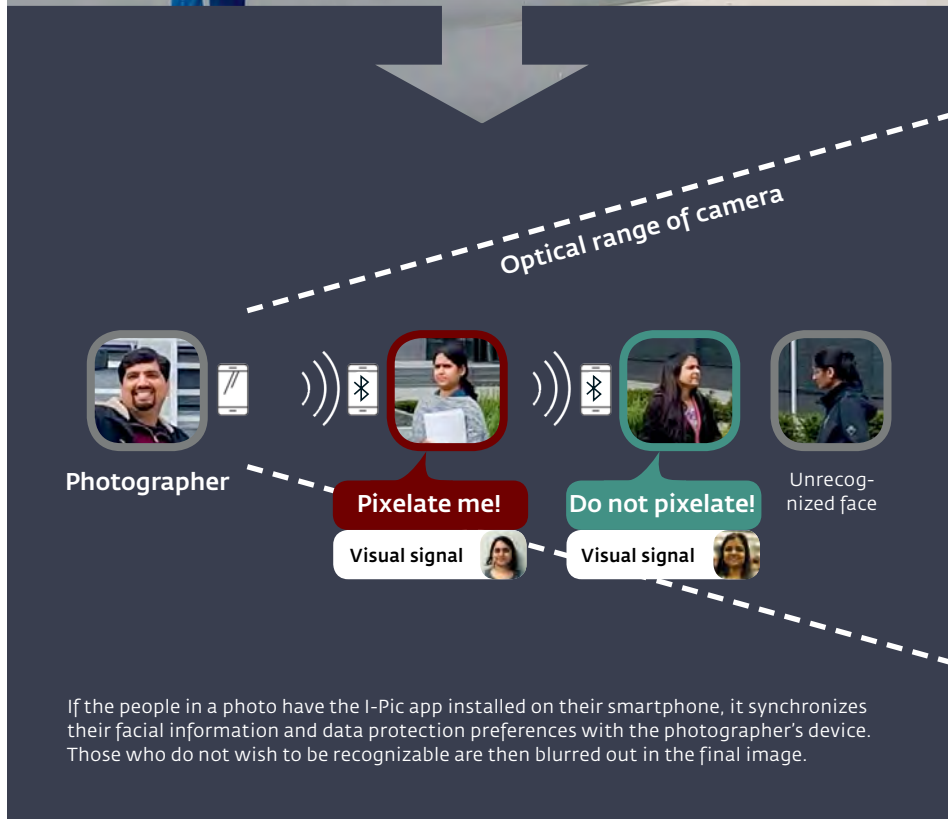 Optical range of camera
Photographer
Pixelate me!
Visual signal
Do not pixelate!
Visual signal
Unrecog-
nized face
If the people in a photo have the I-Pic app installed on their smartphone, it synchronizes
their facial information and data protection preferences with the photographer’s device.
Those who do not wish to be recognizable are then blurred out in the final image.